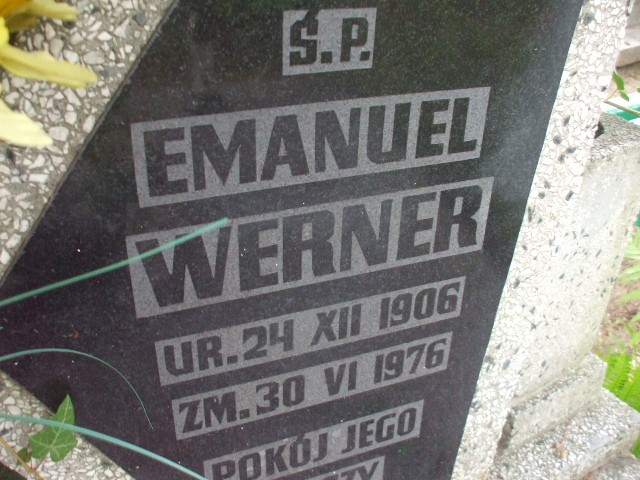 Ś.P.
EMANUEL
WERNER
UR.24 XII 1906
ZM.30 VI 1976
POKÓJ JEGO